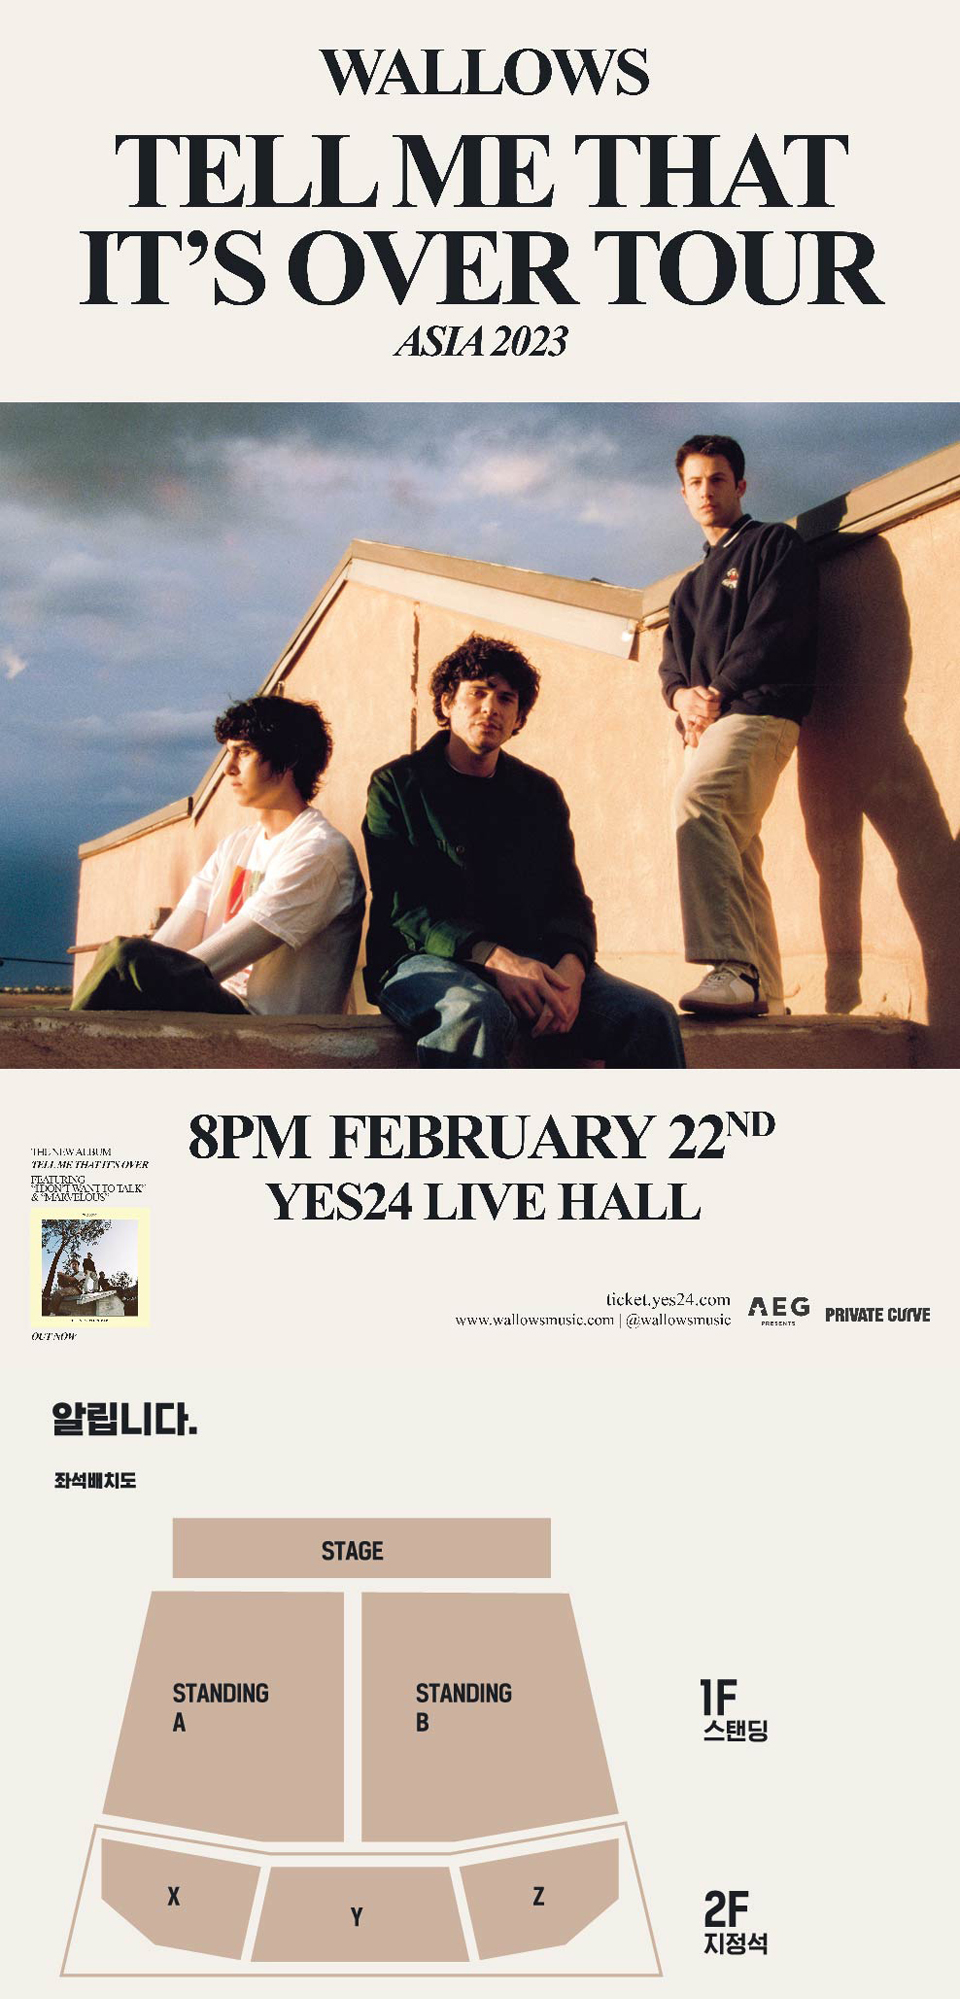 WALLOWS
TELL ME THAT
IT'S OVER TOUR
ASIA 2023
8PM FEBRUARY 22ND
YES24 LIVE HALL
THE NEW ALBUM
TELL ME THAT IT'S OVER
FEATURING
"I DON'T WANT TO TALK"
& "MARVELOUS"
OUT NOW
ticket.yes24.com
www.wallowsmusic.com | @wallowsmusic
AEG
PRESENTS
PRIVATE CURVE
알립니다.
좌석배치도
STAGE
STANDING
A
STANDING
B
1F
스탠딩
X
Y
Z
2F
지정석